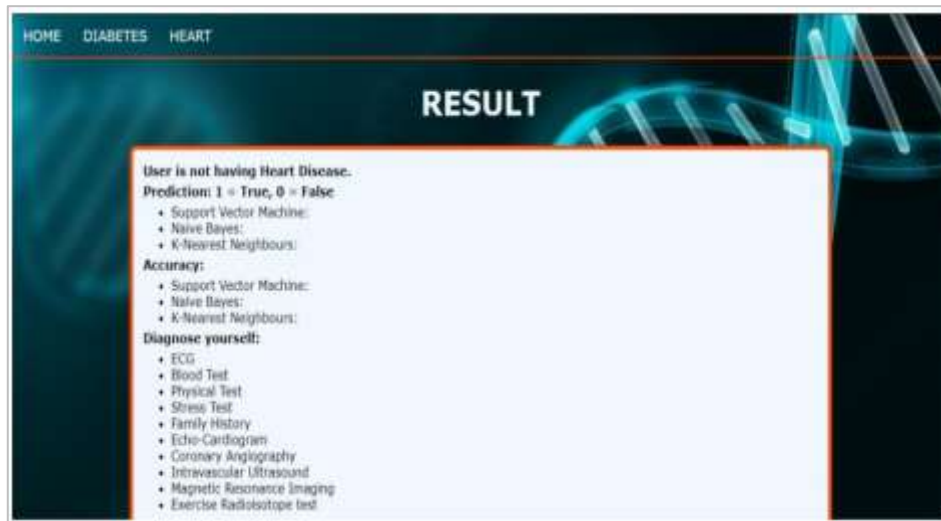 HOME DIABETES HEART
RESULT
User is not having Heart Disease.
Prediction: 1 = True, 0 = False
• Support Vector Machine:
• Naive Bayes:
• K-Nearest Neighbours:
Accuracy:
• Support Vector Machine:
• Naive Bayes:
• K-Nearest Neighbours:
Diagnose yourself:
• ECG
• Blood Test
• Physical Test
• Stress Test
• Family History
• Echo-Cardiogram
• Coronary Angiography
• Intravascular Ultrasound
• Magnetic Resonance Imaging
• Exercise Radioisotope test